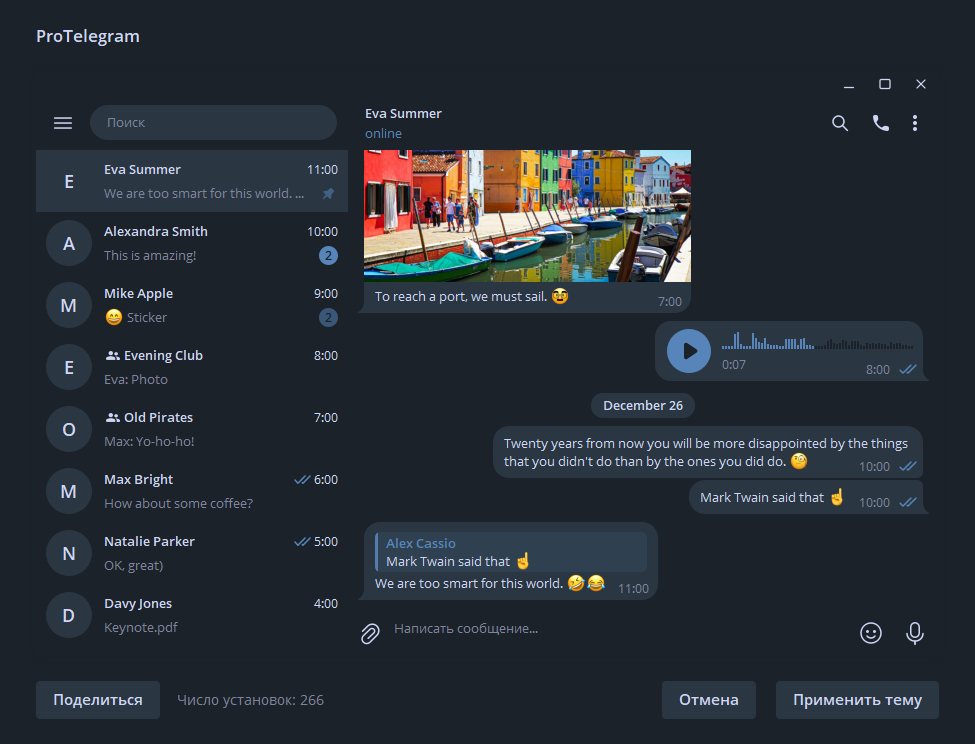 ProTelegram
Поиск
E
Eva Summer
11:00
We are too smart for this world. ...
A
Alexandra Smith
10:00
This is amazing!
2
M
Mike Apple
9:00
😄 Sticker
2
E
Evening Club
8:00
Eva: Photo
O
Old Pirates
7:00
Max: Yo-ho-ho!
M
Max Bright
6:00
How about some coffee?
N
Natalie Parker
5:00
OK, great)
D
Davy Jones
4:00
Keynote.pdf
Eva Summer
online
To reach a port, we must sail. 🤠
7:00
0:07
8:00
December 26
Twenty years from now you will be more disappointed by the things
that you didn't do than by the ones you did do. 🧐
10:00
Mark Twain said that ☝️
10:00
Alex Cassio
Mark Twain said that ☝️
We are too smart for this world. 🤣😂
11:00
Написать сообщение...
Поделиться
Число установок: 266
Отмена
Применить тему